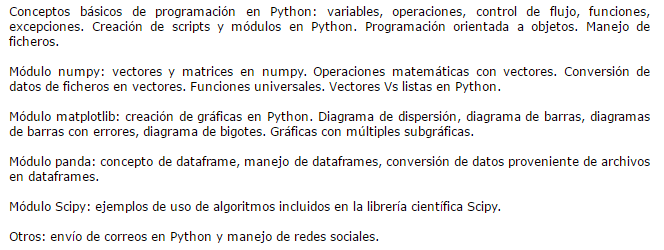 Conceptos básicos de programación en Python: variables, operaciones, control de flujo, funciones,
excepciones. Creación de scripts y módulos en Python. Programación orientada a objetos. Manejo de
ficheros.
Módulo numpy: vectores y matrices en numpy. Operaciones matemáticas con vectores. Conversión de
datos de ficheros en vectores. Funciones universales. Vectores Vs listas en Python.
Módulo matplotlib: creación de gráficas en Python. Diagrama de dispersión, diagrama de barras, diagramas
de barras con errores, diagrama de bigotes. Gráficas con múltiples subgráficas.
Módulo panda: concepto de dataframe, manejo de dataframes, conversión de datos proveniente de archivos
en dataframes.
Módulo Scipy: ejemplos de uso de algoritmos incluidos en la librería científica Scipy.
Otros: envío de correos en Python y manejo de redes sociales.